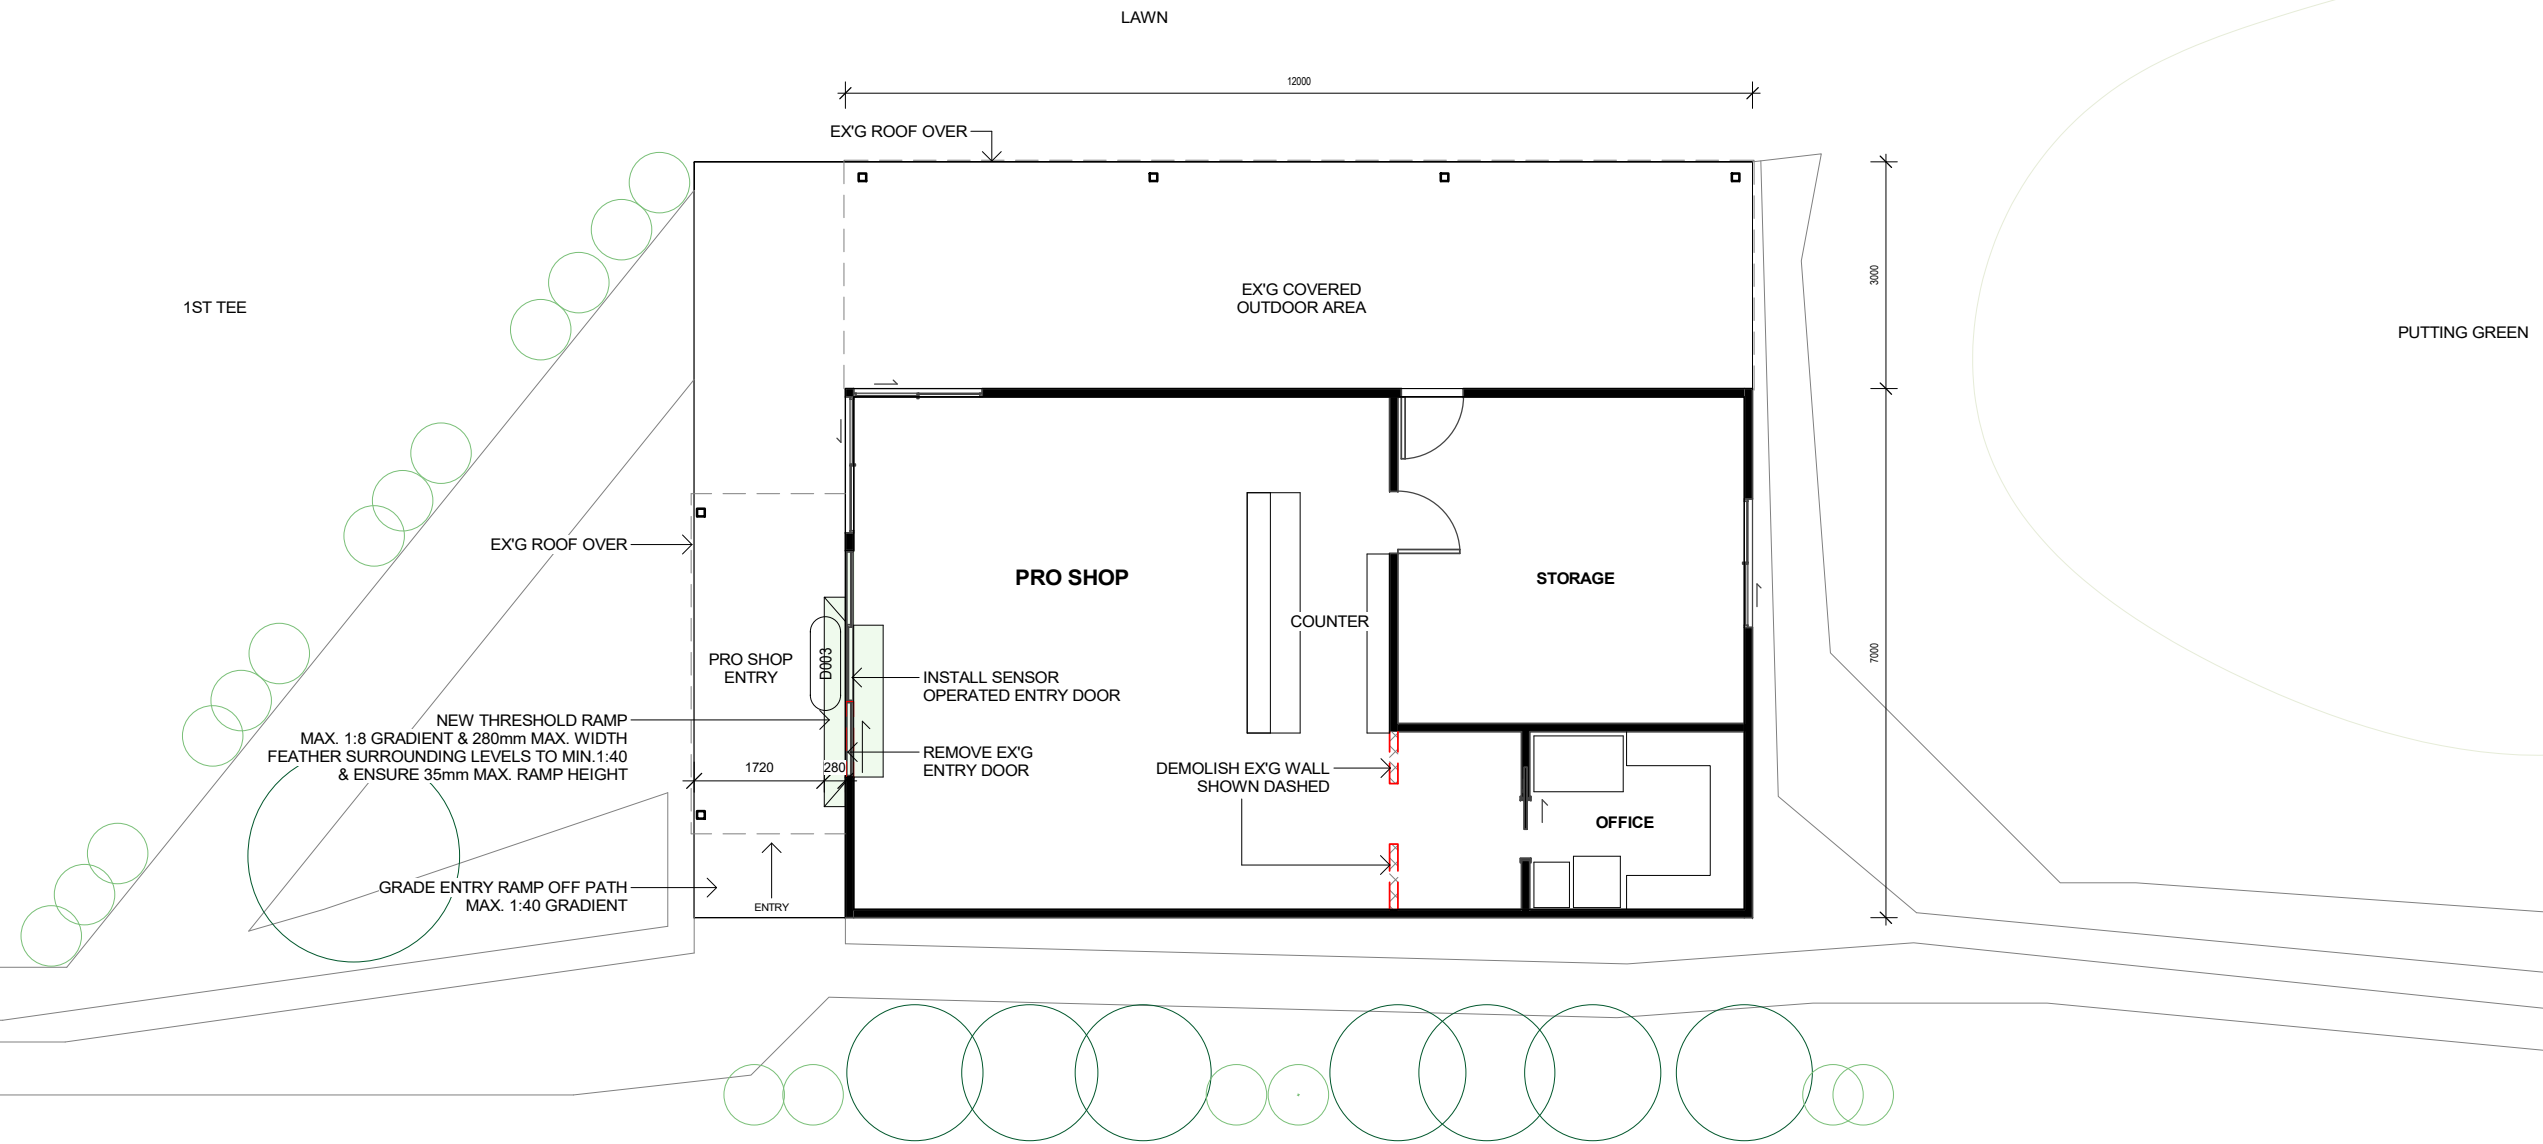 LAWN
12000
EX'G ROOF OVER
EX'G COVERED
OUTDOOR AREA
3000
1ST TEE
PUTTING GREEN
EX'G ROOF OVER
PRO SHOP
STORAGE
COUNTER
7000
PRO SHOP
ENTRY
D003
INSTALL SENSOR
OPERATED ENTRY DOOR
NEW THRESHOLD RAMP
MAX. 1:8 GRADIENT & 280mm MAX. WIDTH
FEATHER SURROUNDING LEVELS TO MIN.1:40
& ENSURE 35mm MAX. RAMP HEIGHT
1720
280
REMOVE EX'G
ENTRY DOOR
DEMOLISH EX'G WALL
SHOWN DASHED
OFFICE
GRADE ENTRY RAMP OFF PATH
MAX. 1:40 GRADIENT
ENTRY